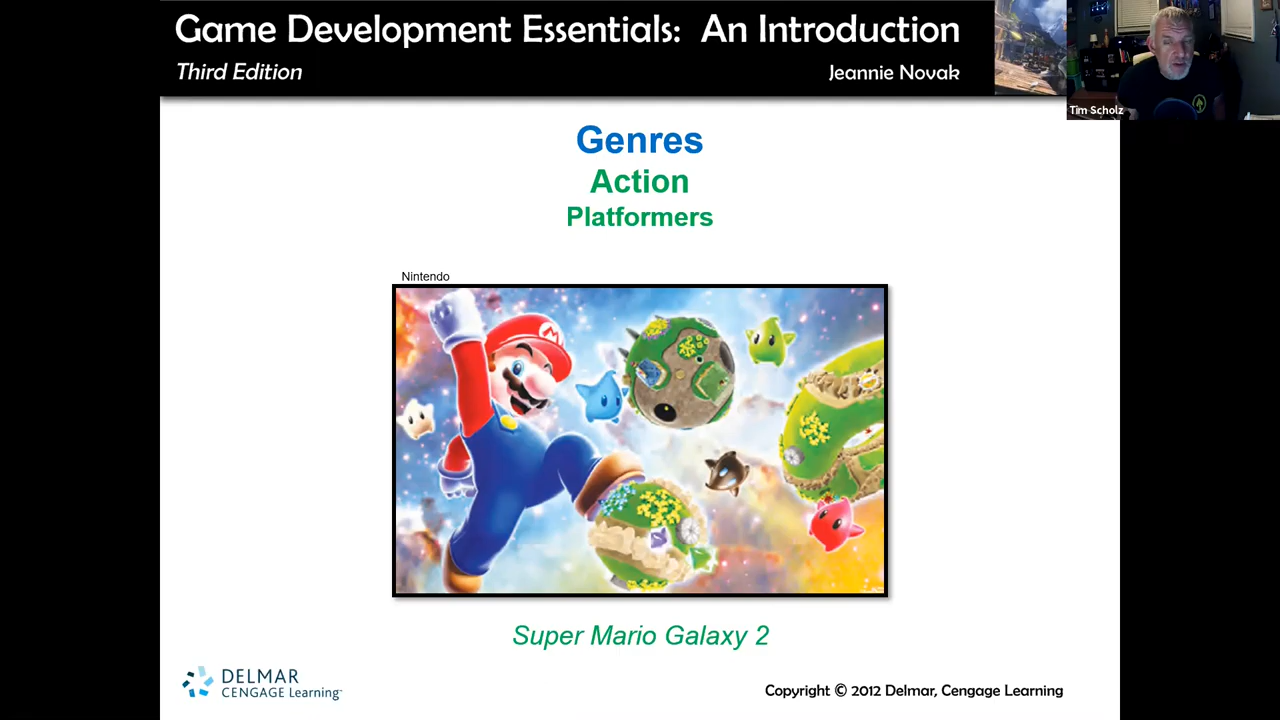 Game Development Essentials: An Introduction
Third Edition
Jeannie Novak
Tim Scholz
Genres
Action
Platformers
Nintendo
M
Super Mario Galaxy 2
DELMAR
CENGAGE Learning
Copyright © 2012 Delmar, Cengage Learning